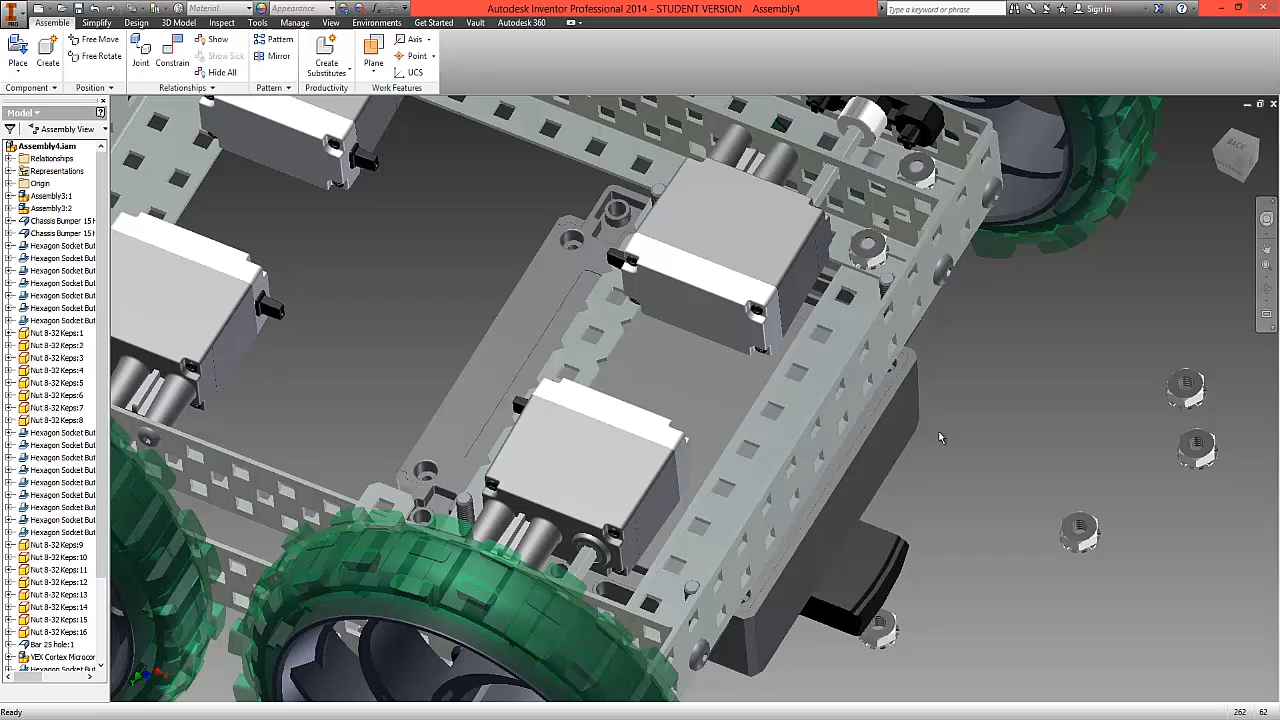 Material
Appearance
Autodesk Inventor Professional 2014 - STUDENT VERSION Assembly4
Type a keyword or phrase
Sign In
PRO
Assemble Simplify Design 3D Model Inspect Tools Manage View Environments Get Started Vault Autodesk 360
Place
Create
Free Move
Free Rotate
Joint
Constrain
Show
Show Sick
Hide All
Pattern
Mirror
Create
Substitutes
Plane
Axis
Point
UCS
Component Position Relationships Pattern Productivity Work Features
Model
Assembly View
Assembly4.iam
Relationships
Representations
Origin
Assembly3:1
Assembly3:2
Chassis Bumper 15 H
Chassis Bumper 15 H
Hexagon Socket But
Hexagon Socket But
Hexagon Socket But
Hexagon Socket But
Hexagon Socket But
Hexagon Socket But
Hexagon Socket But
Nut 8-32 Keps:1
Nut 8-32 Keps:2
Nut 8-32 Keps:3
Nut 8-32 Keps:4
Nut 8-32 Keps:5
Nut 8-32 Keps:6
Nut 8-32 Keps:7
Nut 8-32 Keps:8
Hexagon Socket But
Hexagon Socket But
Hexagon Socket But
Hexagon Socket But
Hexagon Socket But
Hexagon Socket But
Hexagon Socket But
Hexagon Socket But
Hexagon Socket But
Nut 8-32 Keps:9
Nut 8-32 Keps:10
Nut 8-32 Keps:11
Nut 8-32 Keps:12
Nut 8-32 Keps:13
Nut 8-32 Keps:14
Nut 8-32 Keps:15
Nut 8-32 Keps:16
Bar 23 hole:1
VEX Cortex Microcor
Hexagon Socket But
BACK
Ready
262 62